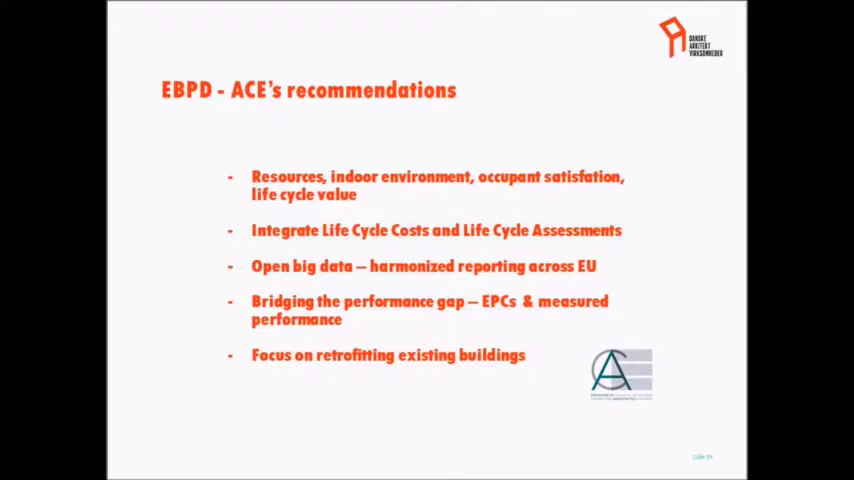 DANSKE
ARKITEKT
VIRKSOMHEDER
EBPD - ACE's recommendations
- Resources, indoor environment, occupant satisfation,
life cycle value
- Integrate Life Cycle Costs and Life Cycle Assessments
- Open big data – harmonized reporting across EU
- Bridging the performance gap – EPCs & measured
performance
- Focus on retrofitting existing buildings
ACE